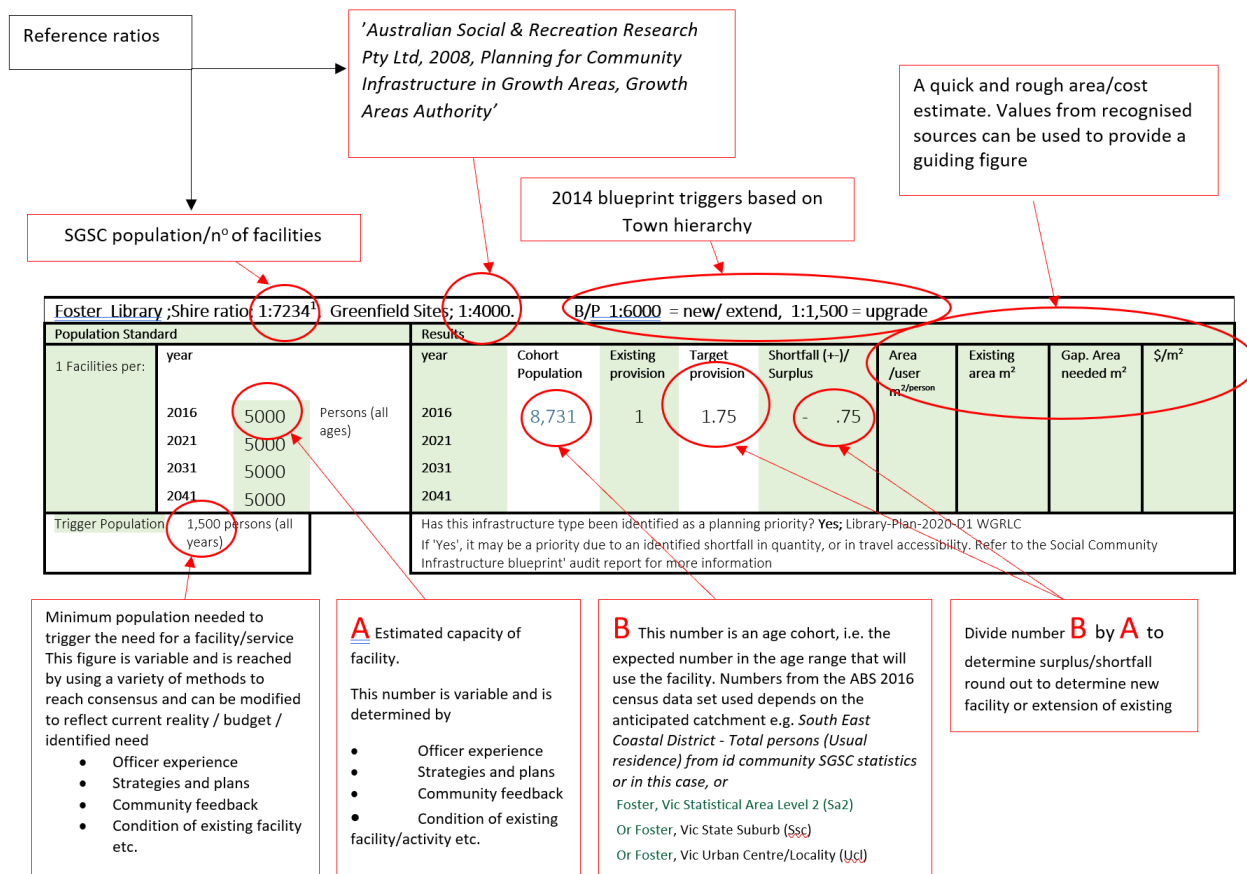 Reference ratios
’Australian Social & Recreation Research
Pty Ltd, 2008, Planning for Community
Infrastructure in Growth Areas, Growth
Areas Authority’
A quick and rough area/cost
estimate. Values from recognised
sources can be used to provide a
guiding figure
2014 blueprint triggers based on
Town hierarchy
SGSC population/nº of facilities
Foster Library ;Shire ratio; 1:7234¹ Greenfield Sites; 1:4000. B/P 1:6000 = new/ extend, 1:1,500 = upgrade
Population Standard Results
1 Facilities per: year year Cohort Population Existing provision Target provision Shortfall (+-)/ Surplus Area /user m²/person Existing area m² Gap. Area needed m² $/m²
2016 5000 Persons (all ages) 2016 8,731 1 1.75 - .75
2021 5000 2021
2031 5000 2031
2041 5000 2041
Trigger Population 1,500 persons (all years)
Has this infrastructure type been identified as a planning priority? Yes; Library-Plan-2020-D1 WGRLC
If 'Yes', it may be a priority due to an identified shortfall in quantity, or in travel accessibility. Refer to the Social Community
Infrastructure blueprint' audit report for more information
Minimum population needed to
trigger the need for a facility/service
This figure is variable and is reached
by using a variety of methods to
reach consensus and can be modified
to reflect current reality / budget /
identified need
• Officer experience
• Strategies and plans
• Community feedback
• Condition of existing facility
etc.
A Estimated capacity of
facility.
This number is variable and is
determined by
• Officer experience
• Strategies and plans
• Community feedback
• Condition of existing
facility/activity etc.
B This number is an age cohort, i.e. the
expected number in the age range that will
use the facility. Numbers from the ABS 2016
census data set used depends on the
anticipated catchment e.g. South East
Coastal District - Total persons (Usual
residence) from id community SGSC statistics
or in this case, or
Foster, Vic Statistical Area Level 2 (Sa2)
Or Foster, Vic State Suburb (Ssc)
Or Foster, Vic Urban Centre/Locality (Ucl)
Divide number B by A to
determine surplus/shortfall
round out to determine new
facility or extension of existing